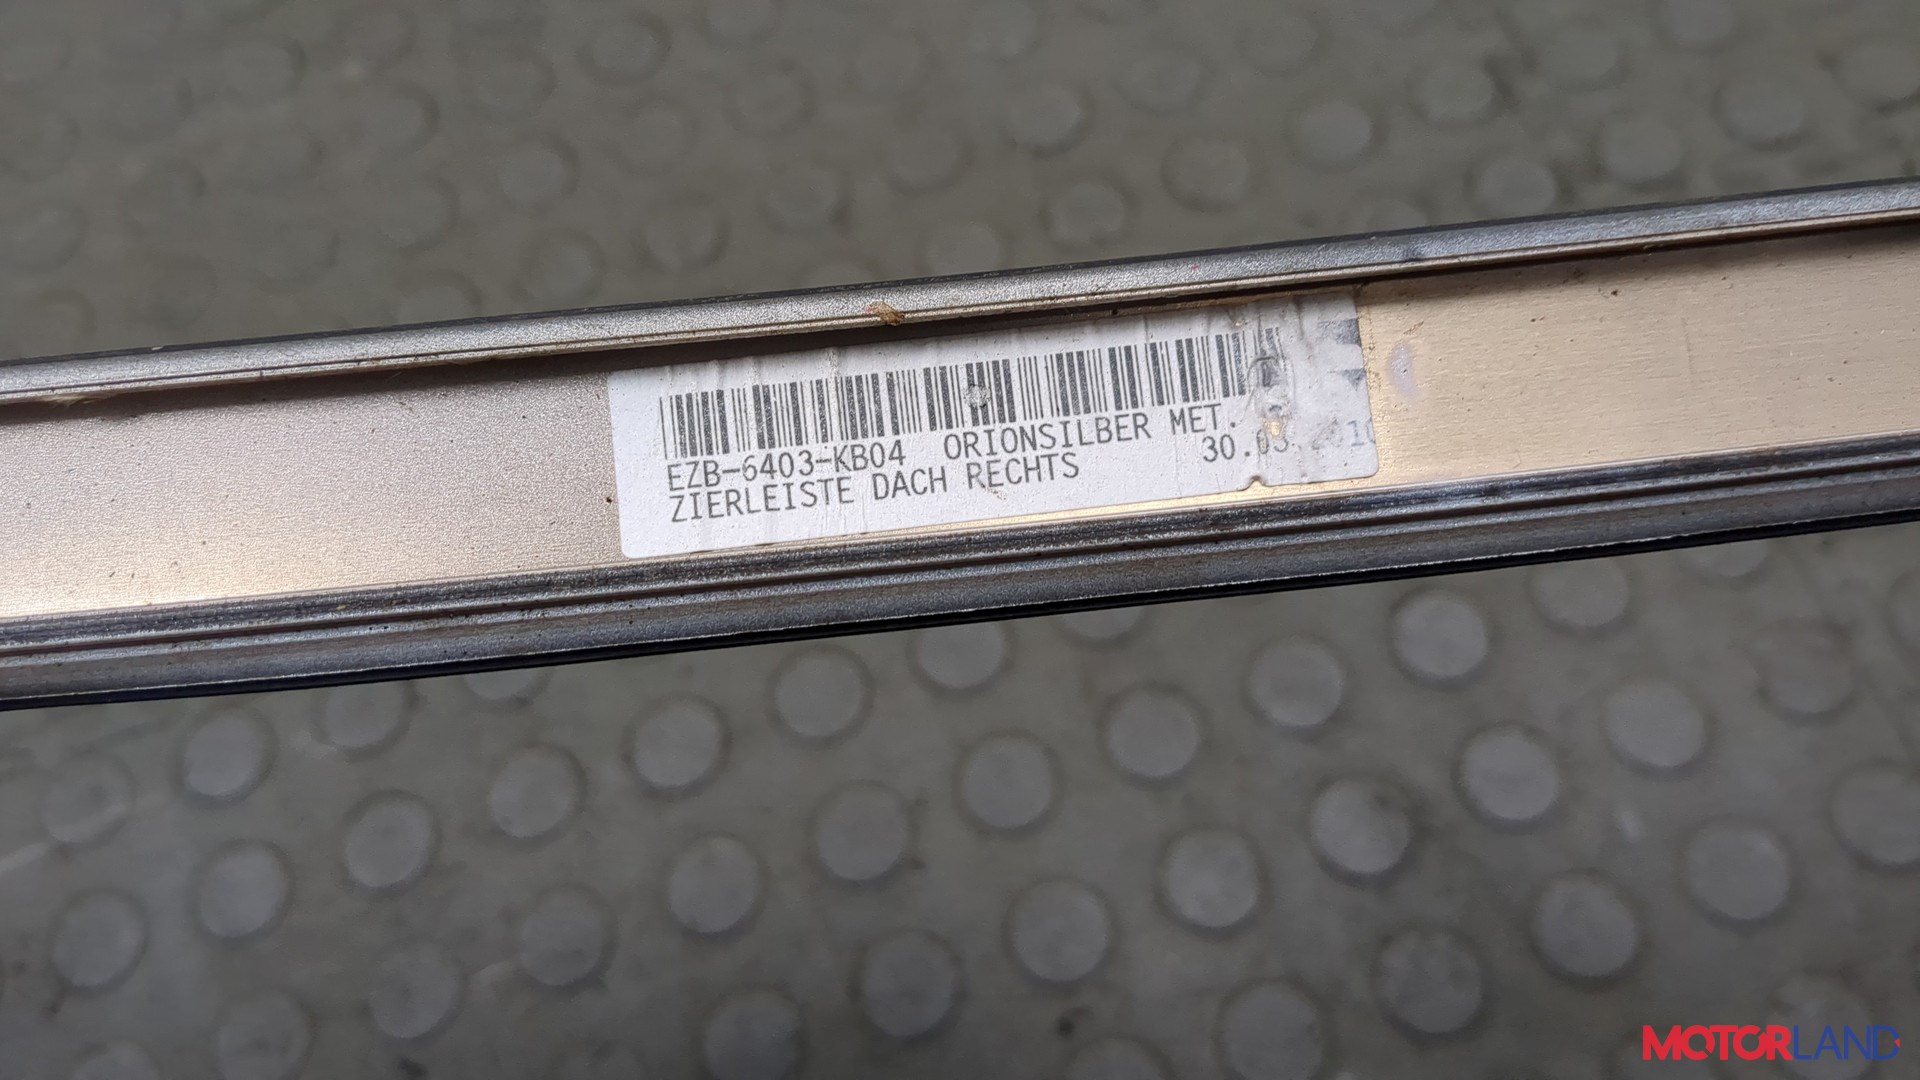 EZB-6403-KB04 ORIONSILBER MET.
ZIERLEISTE DACH RECHTS
MOTORLAND